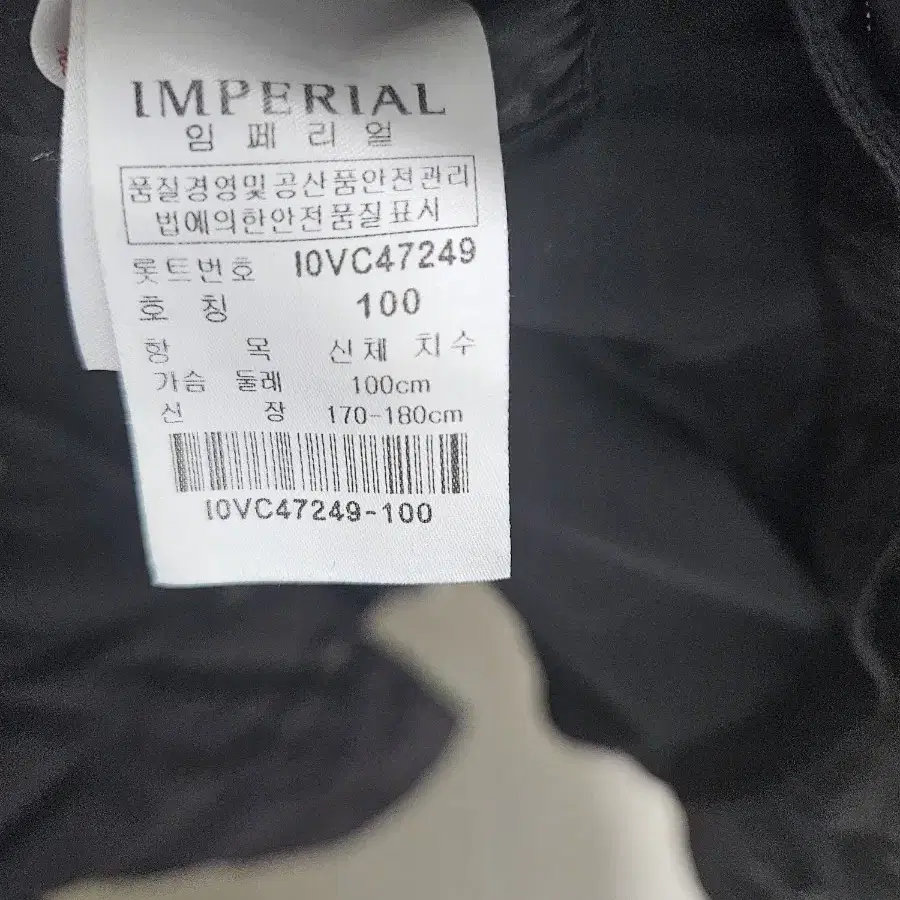 IMPERIAL
임페리얼
품질경영및공산품안전관리
법에의한안전품질표시
롯트번호 I0VC47249
호 칭 100
항 목 신체 치수
가슴 둘레 100cm
신 장 170-180cm
I0VC47249-100